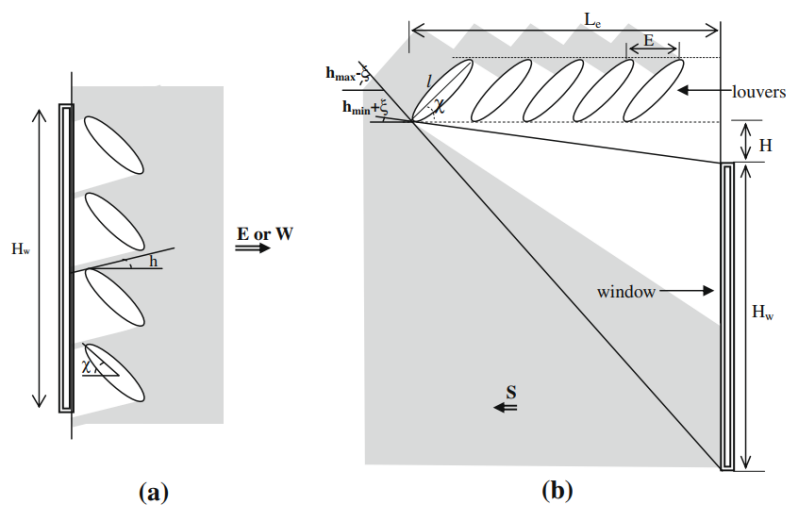 Hw
E or W
h
χ
(a)
Le
E
hmax-ξ
l
louvers
hmin+ξ
χ
H
window
Hw
S
(b)